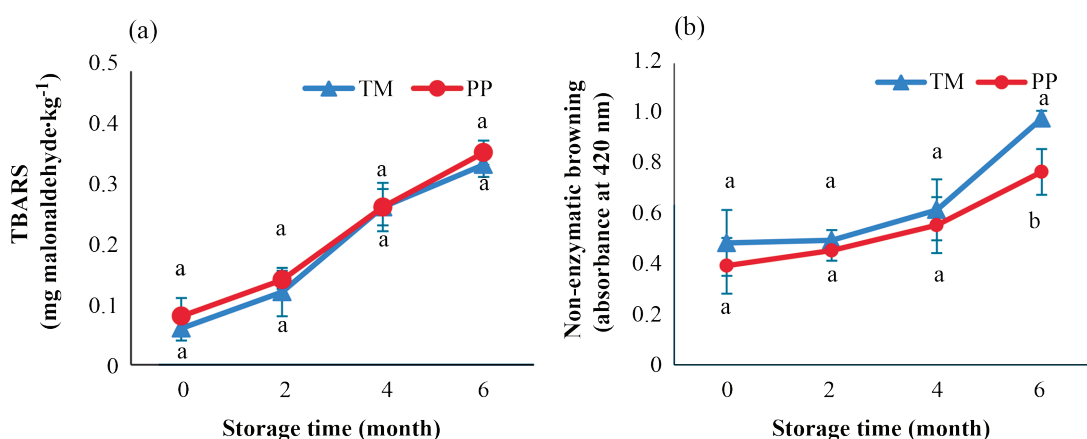 (a)
TBARS
(mg malonaldehyde·kg⁻¹)
0.5
0.4
0.3
0.2
0.1
0
TM
PP
a
a
a
a
a
a
a
a
0
2
4
6
Storage time (month)
(b)
Non-enzymatic browning
(absorbance at 420 nm)
1.2
1.0
0.8
0.6
0.4
0.2
0
TM
PP
a
a
a
a
a
a
a
b
0
2
4
6
Storage time (month)